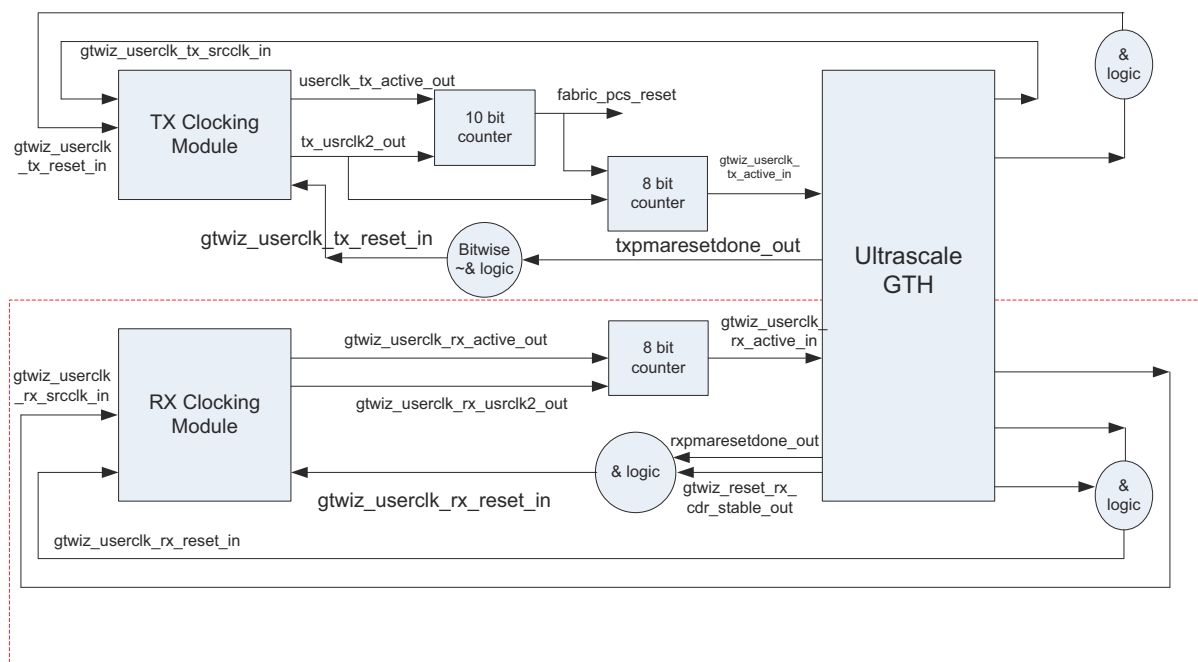 gtwiz_userclk_tx_srcclk_in
&
logic
userclk_tx_active_out
fabric_pcs_reset
TX Clocking
Module
10 bit
counter
gtwiz_userclk
_tx_reset_in
tx_usrclk2_out
8 bit
counter
gtwiz_userclk_
tx_active_in
gtwiz_userclk_tx_reset_in
Bitwise
~& logic
txpmaresetdone_out
Ultrascale
GTH
gtwiz_userclk
_rx_srcclk_in
RX Clocking
Module
gtwiz_userclk_rx_active_out
8 bit
counter
gtwiz_userclk_
rx_active_in
gtwiz_userclk_rx_usrclk2_out
rxpmaresetdone_out
& logic
gtwiz_reset_rx_
cdr_stable_out
gtwiz_userclk_rx_reset_in
&
logic
gtwiz_userclk_rx_reset_in